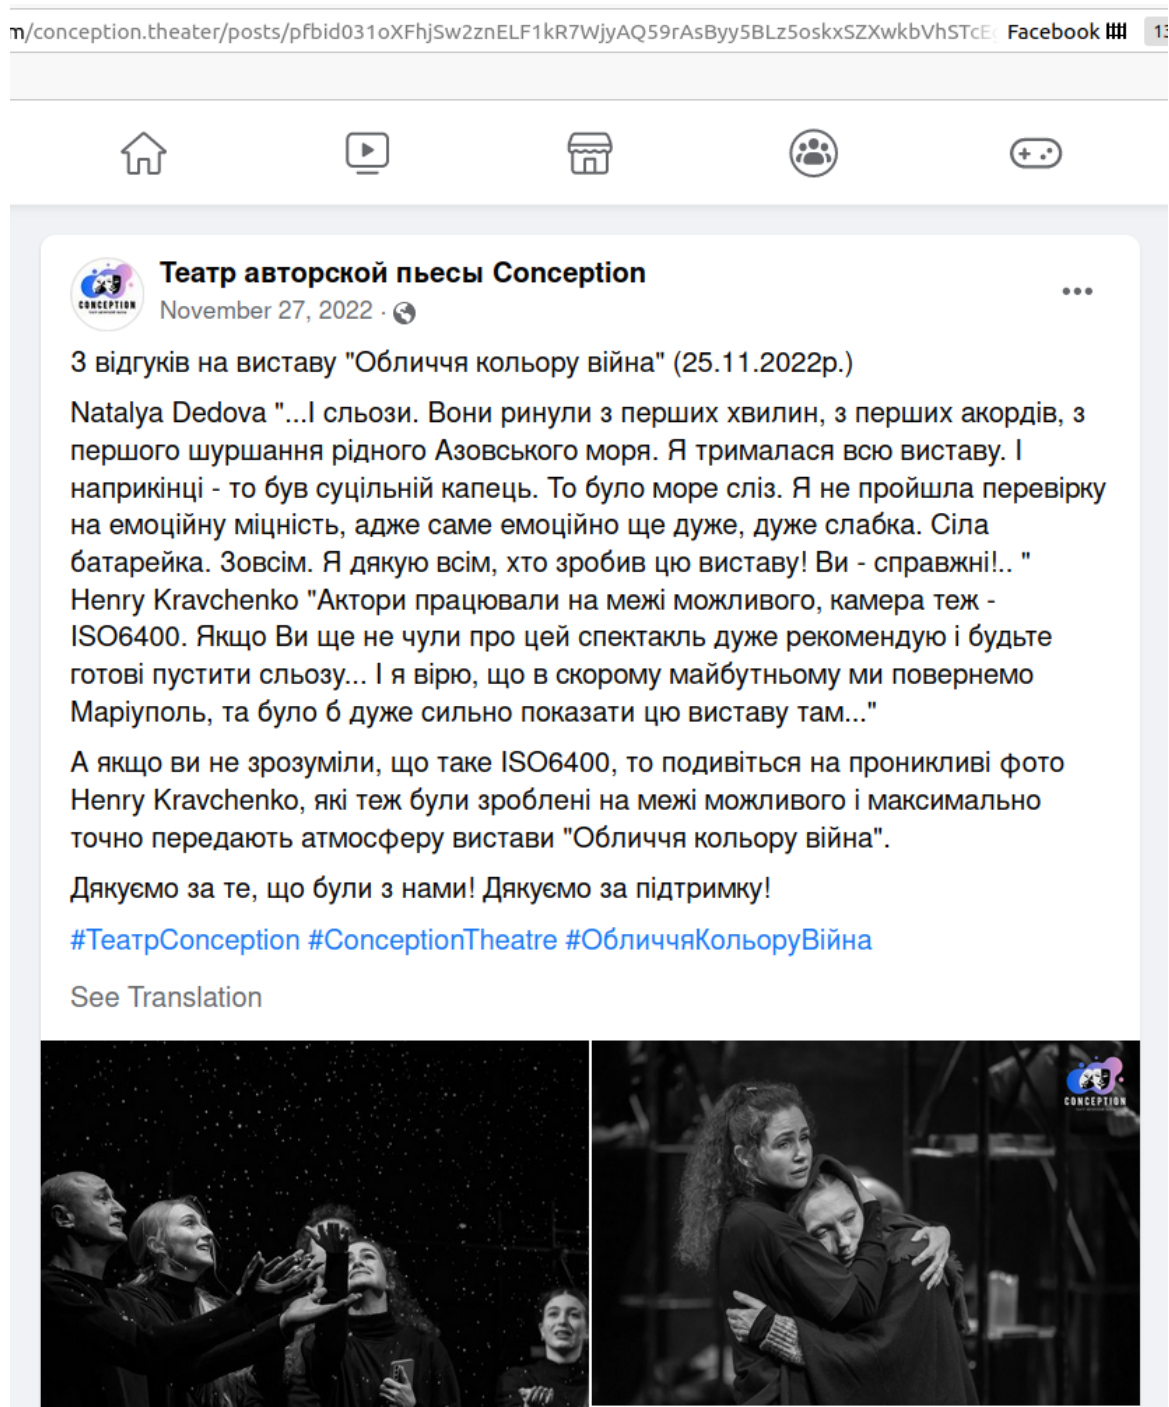 m/conception.theater/posts/pfbid031oXFhjSw2znELF1kR7WjyAQ59rAsByy5BLz5oskxSZXwkbVhSTcE Facebook 13
CONCEPTION
Театр авторской пьесы Conception
November 27, 2022 ·
З відгуків на виставу "Обличчя кольору війна" (25.11.2022р.)
Natalya Dedova "...І сльози. Вони ринули з перших хвилин, з перших акордів, з
першого шуршання рідного Азовського моря. Я трималася всю виставу. І
наприкінці - то був суцільній капець. То було море сліз. Я не пройшла перевірку
на емоційну міцність, адже саме емоційно ще дуже, дуже слабка. Сіла
батарейка. Зовсім. Я дякую всім, хто зробив цю виставу! Ви - справжні!.. "
Henry Kravchenko "Актори працювали на межі можливого, камера теж -
ISO6400. Якщо Ви ще не чули про цей спектакль дуже рекомендую і будьте
готові пустити сльозу... І я вірю, що в скорому майбутньому ми повернемо
Маріуполь, та було б дуже сильно показати цю виставу там..."
А якщо ви не зрозуміли, що таке ISO6400, то подивіться на проникливі фото
Henry Kravchenko, які теж були зроблені на межі можливого і максимально
точно передають атмосферу вистави "Обличчя кольору війна".
Дякуємо за те, що були з нами! Дякуємо за підтримку!
#ТеатрConception #ConceptionTheatre #ОбличчяКольоруВійна
See Translation
CONCEPTION